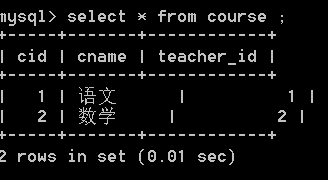 mysql> select * from course ;
+-----+-------+------------+
| cid | cname | teacher_id |
+-----+-------+------------+
|   1 | 语文      |          1 |
|   2 | 数学     |          2 |
+-----+-------+------------+
2 rows in set (0.01 sec)